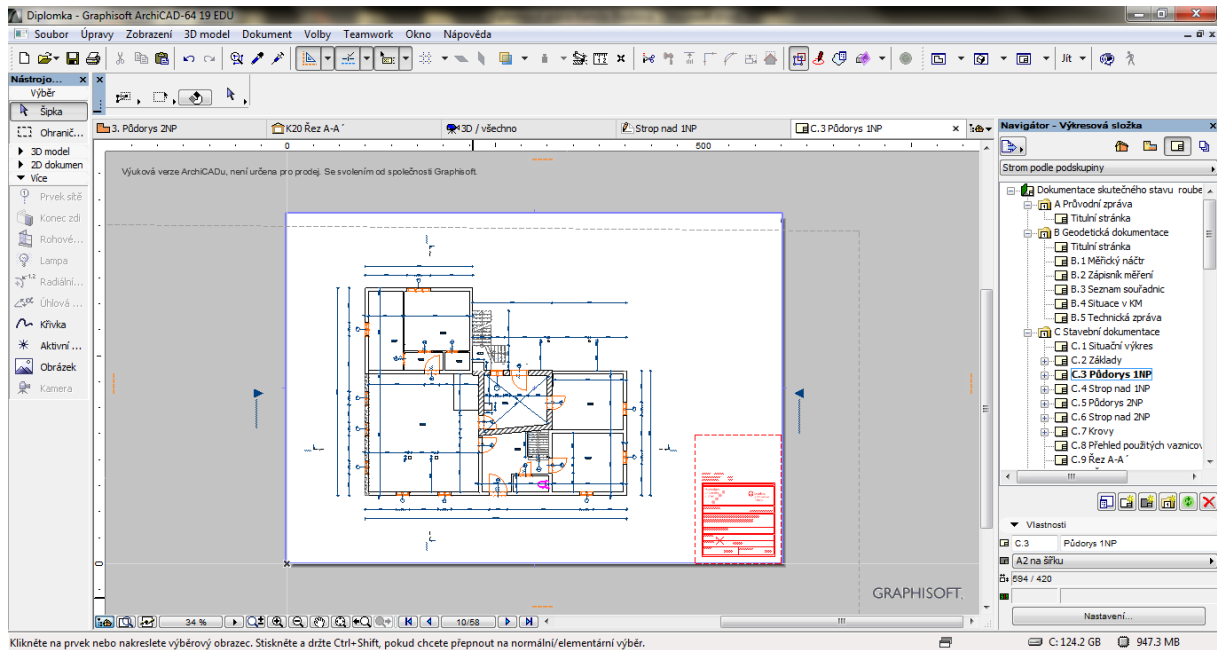 Diplomka - Graphisoft ArchiCAD-64 19 EDU
Soubor Úpravy Zobrazení 3D model Dokument Volby Teamwork Okno Nápověda
Jít
Nástrojo... x
Výběr
Šipka
Ohranič...
3D model
2D dokumen
Více
Prvek sítě
Konec zdi
Rohové...
Lampa
Radiální...
Úhlová ...
Křivka
Aktivní ...
Obrázek
Kamera
3. Půdorys 2NP
K20 Řez A-A´
3D / všechno
Strop nad 1NP
C.3 Půdorys 1NP
0
500
Výuková verze ArchiCADu, není určena pro prodej. Se svolením od společnosti Graphisoft.
0
GRAPHISOFT.
34 %
10/58
Navigátor - Výkresová složka
Strom podle podskupiny
Dokumentace skutečného stavu roube
A Průvodní zpráva
Titulní stránka
B Geodetická dokumentace
Titulní stránka
B.1 Měřický náčtr
B.2 Zápisník měření
B.3 Seznam souřadnic
B.4 Situace v KM
B.5 Technická zpráva
C Stavební dokumentace
C.1 Situační výkres
C.2 Základy
C.3 Půdorys 1NP
C.4 Strop nad 1NP
C.5 Půdorys 2NP
C.6 Strop nad 2NP
C.7 Krovy
C.8 Přehled použitých vaznicov
C.9 Řez A-A´
Vlastnosti
C.3 Půdorys 1NP
A2 na šířku
594 / 420
Nastavení...
Klikněte na prvek nebo nakreslete výběrový obrazec. Stiskněte a držte Ctrl+Shift, pokud chcete přepnout na normální/elementární výběr.
C: 124.2 GB 947.3 MB